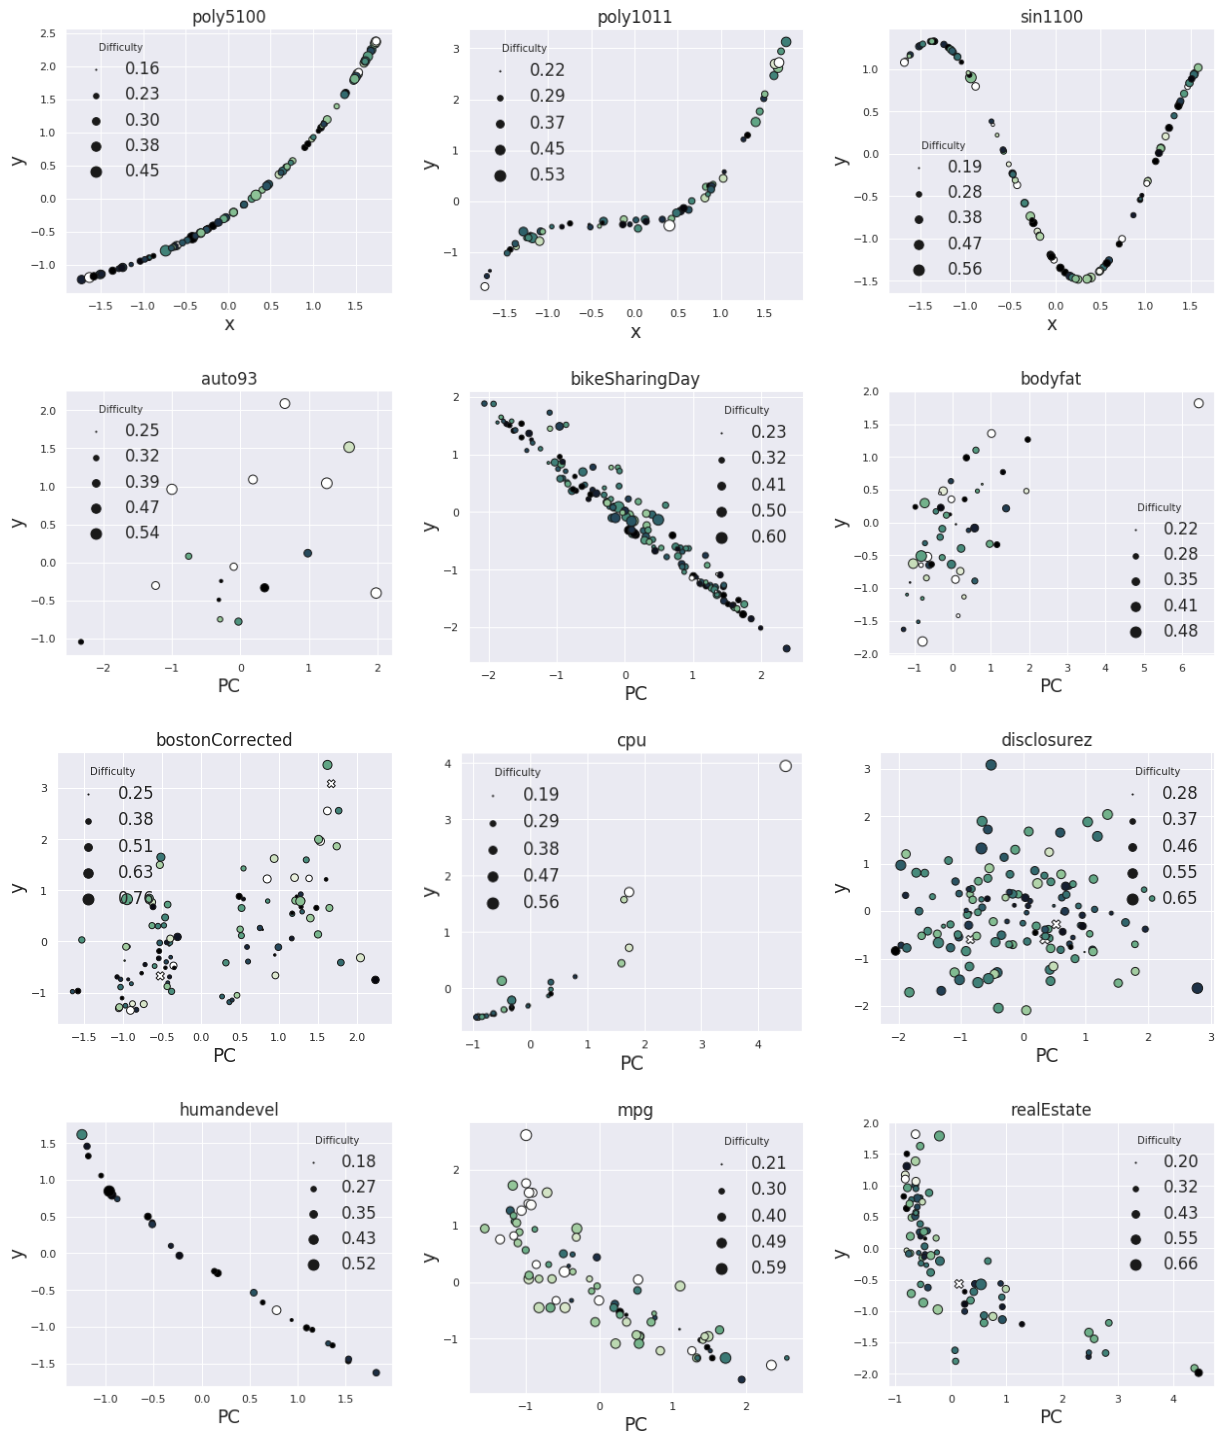 poly5100
Difficulty
0.16
0.23
0.30
0.38
0.45
2.5
2.0
1.5
1.0
0.5
0.0
−0.5
−1.0
y
−1.5 −1.0 −0.5 0.0 0.5 1.0 1.5
x
poly1011
Difficulty
0.22
0.29
0.37
0.45
0.53
3
2
1
0
−1
y
−1.5 −1.0 −0.5 0.0 0.5 1.0 1.5
x
sin1100
Difficulty
0.19
0.28
0.38
0.47
0.56
1.0
0.5
0.0
−0.5
−1.0
−1.5
y
−1.5 −1.0 −0.5 0.0 0.5 1.0 1.5
x
auto93
Difficulty
0.25
0.32
0.39
0.47
0.54
2.0
1.5
1.0
0.5
0.0
−0.5
−1.0
y
−2 −1 0 1 2
PC
bikeSharingDay
Difficulty
0.23
0.32
0.41
0.50
0.60
2
1
0
−1
−2
y
−2 −1 0 1 2
PC
bodyfat
Difficulty
0.22
0.28
0.35
0.41
0.48
2.0
1.5
1.0
0.5
0.0
−0.5
−1.0
−1.5
−2.0
y
−1 0 1 2 3 4 5 6
PC
bostonCorrected
Difficulty
0.25
0.38
0.51
0.63
0.76
3
2
1
0
−1
y
−1.5 −1.0 −0.5 0.0 0.5 1.0 1.5 2.0
PC
cpu
Difficulty
0.19
0.29
0.38
0.47
0.56
4
3
2
1
0
y
−1 0 1 2 3 4
PC
disclosurez
Difficulty
0.28
0.37
0.46
0.55
0.65
3
2
1
0
−1
−2
y
−2 −1 0 1 2 3
PC
humandevel
Difficulty
0.18
0.27
0.35
0.43
0.52
1.5
1.0
0.5
0.0
−0.5
−1.0
−1.5
y
−1.0 −0.5 0.0 0.5 1.0 1.5
PC
mpg
Difficulty
0.21
0.30
0.40
0.49
0.59
2
1
0
−1
y
−1 0 1 2
PC
realEstate
Difficulty
0.20
0.32
0.43
0.55
0.66
2.0
1.5
1.0
0.5
0.0
−0.5
−1.0
−1.5
−2.0
y
−1 0 1 2 3 4
PC